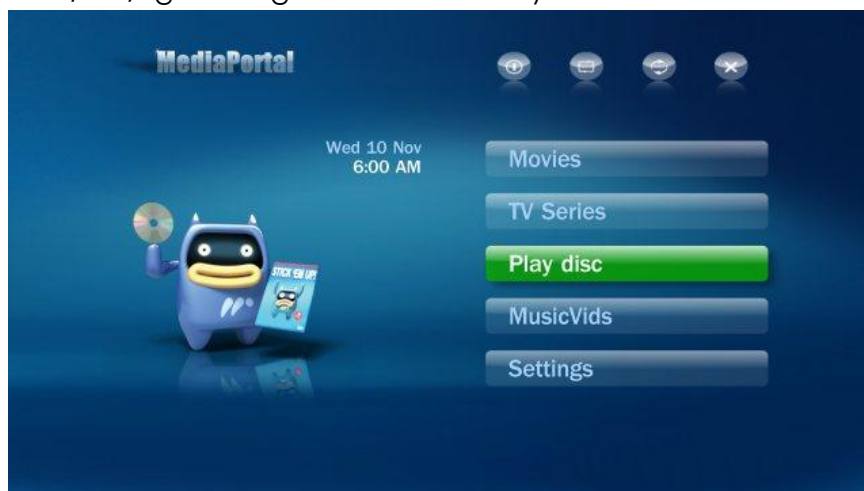 MediaPortal
Wed 10 Nov
6:00 AM
Movies
TV Series
Play disc
MusicVids
Settings
STICK 'EM UP!